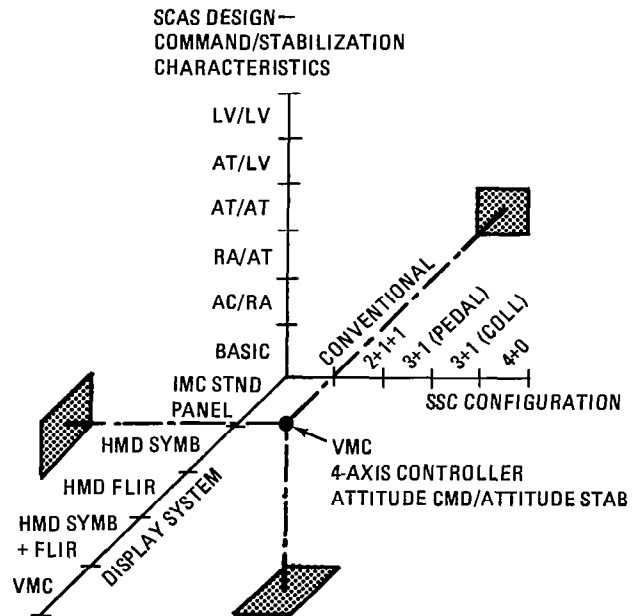 SCAS DESIGN—
COMMAND/STABILIZATION
CHARACTERISTICS
LV/LV
AT/LV
AT/AT
RA/AT
AC/RA
BASIC
CONVENTIONAL
2+1+1
3+1 (PEDAL)
3+1 (COLL)
4+0
SSC CONFIGURATION
IMC STND
PANEL
HMD SYMB
HMD FLIR
HMD SYMB
+ FLIR
VMC
DISPLAY SYSTEM
VMC
4-AXIS CONTROLLER
ATTITUDE CMD/ATTITUDE STAB